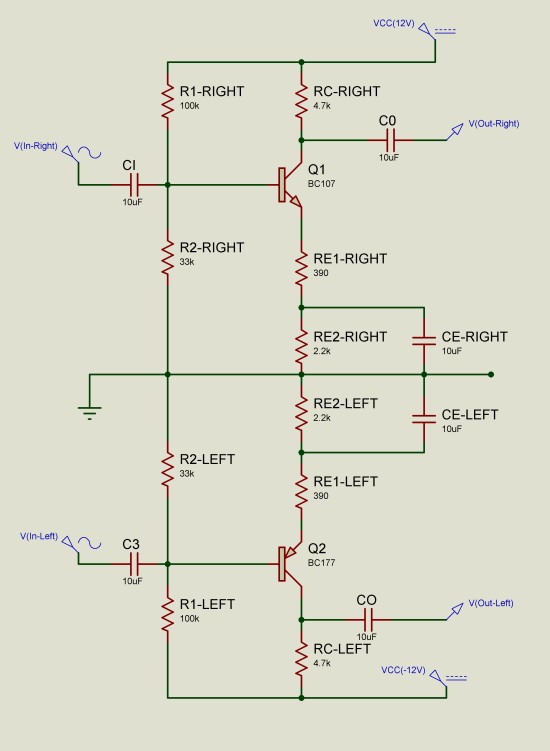 VCC(12V)
R1-RIGHT
100k
RC-RIGHT
4.7k
C0
10uF
V(Out-Right)
V(In-Right)
CI
10uF
Q1
BC107
R2-RIGHT
33k
RE1-RIGHT
390
RE2-RIGHT
2.2k
CE-RIGHT
10uF
RE2-LEFT
2.2k
CE-LEFT
10uF
R2-LEFT
33k
RE1-LEFT
390
V(In-Left)
C3
10uF
Q2
BC177
R1-LEFT
100k
CO
10uF
V(Out-Left)
RC-LEFT
4.7k
VCC(-12V)